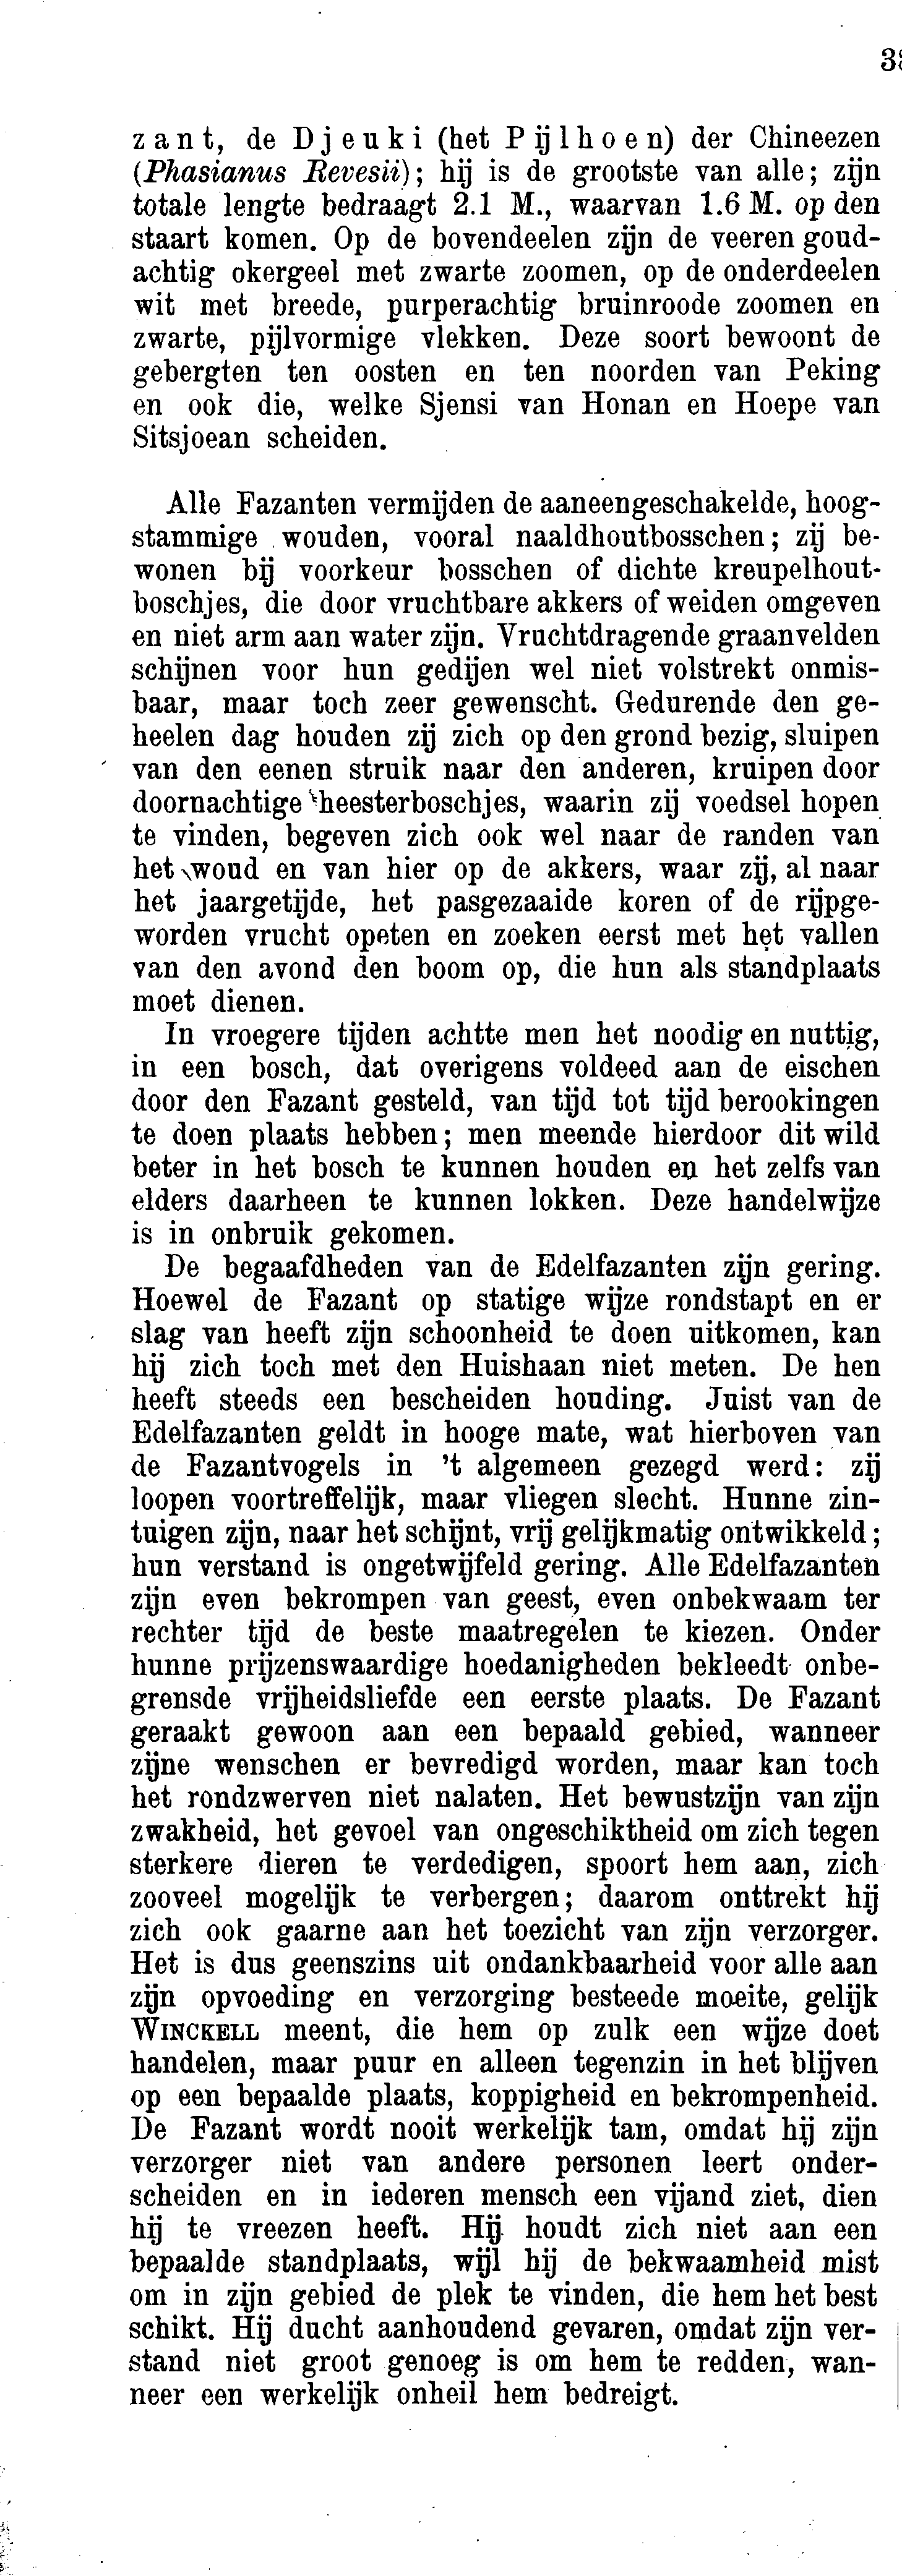 zant, de Djeuki (het Pijlhoen) der Chineezen
(Phasianus Revesii); hij is de grootste van alle; zijn
totale lengte bedraagt 2.1 M., waarvan 1.6 M. op den
staart komen. Op de bovendeelen zijn de veeren goud-
achtig okergeel met zwarte zoomen, op de onderdeelen
wit met breede, purperachtig bruinroode zoomen en
zwarte, pijlvormige vlekken. Deze soort bewoont de
gebergten ten oosten en ten noorden van Peking
en ook die, welke Sjensi van Honan en Hoepe van
Sitsjoean scheiden.
Alle Fazanten vermijden de aaneengeschakelde, hoog-
stammige wouden, vooral naaldhoutbosschen; zij be-
wonen bij voorkeur bosschen of dichte kreupelhout-
boschjes, die door vruchtbare akkers of weiden omgeven
en niet arm aan water zijn. Vruchtdragende graanvelden
schijnen voor hun gedijen wel niet volstrekt onmis-
baar, maar toch zeer gewenscht. Gedurende den ge-
heelen dag houden zij zich op den grond bezig, sluipen
van den eenen struik naar den anderen, kruipen door
doornachtige heesterboschjes, waarin zij voedsel hopen
te vinden, begeven zich ook wel naar de randen van
het woud en van hier op de akkers, waar zij, al naar
het jaargetijde, het pasgezaaide koren of de rijpge-
worden vrucht opeten en zoeken eerst met het vallen
van den avond den boom op, die hun als standplaats
moet dienen.
In vroegere tijden achtte men het noodig en nuttig,
in een bosch, dat overigens voldeed aan de eischen
door den Fazant gesteld, van tijd tot tijd berookingen
te doen plaats hebben; men meende hierdoor dit wild
beter in het bosch te kunnen houden en het zelfs van
elders daarheen te kunnen lokken. Deze handelwijze
is in onbruik gekomen.
De begaafdheden van de Edelfazanten zijn gering.
Hoewel de Fazant op statige wijze rondstapt en er
slag van heeft zijn schoonheid te doen uitkomen, kan
hij zich toch met den Huishaan niet meten. De hen
heeft steeds een bescheiden houding. Juist van de
Edelfazanten geldt in hooge mate, wat hierboven van
de Fazantvogels in 't algemeen gezegd werd: zij
loopen voortreffelijk, maar vliegen slecht. Hunne zin-
tuigen zijn, naar het schijnt, vrij gelijkmatig ontwikkeld;
hun verstand is ongetwijfeld gering. Alle Edelfazanten
zijn even bekrompen van geest, even onbekwaam ter
rechter tijd de beste maatregelen te kiezen. Onder
hunne prijzenswaardige hoedanigheden bekleedt onbe-
grensde vrijheidsliefde een eerste plaats. De Fazant
geraakt gewoon aan een bepaald gebied, wanneer
zijne wenschen er bevredigd worden, maar kan toch
het rondzwerven niet nalaten. Het bewustzijn van zijn
zwakheid, het gevoel van ongeschiktheid om zich tegen
sterkere dieren te verdedigen, spoort hem aan, zich
zooveel mogelijk te verbergen; daarom onttrekt hij
zich ook gaarne aan het toezicht van zijn verzorger.
Het is dus geenszins uit ondankbaarheid voor alle aan
zijn opvoeding en verzorging besteede moeite, gelijk
WINCKELL meent, die hem op zulk een wijze doet
handelen, maar puur en alleen tegenzin in het blijven
op een bepaalde plaats, koppigheid en bekrompenheid.
De Fazant wordt nooit werkelijk tam, omdat hij zijn
verzorger niet van andere personen leert onder-
scheiden en in iederen mensch een vijand ziet, dien
hij te vreezen heeft. Hij houdt zich niet aan een
bepaalde standplaats, wijl hij de bekwaamheid mist
om in zijn gebied de plek te vinden, die hem het best
schikt. Hij ducht aanhoudend gevaren, omdat zijn ver-
stand niet groot genoeg is om hem te redden, wan-
neer een werkelijk onheil hem bedreigt.